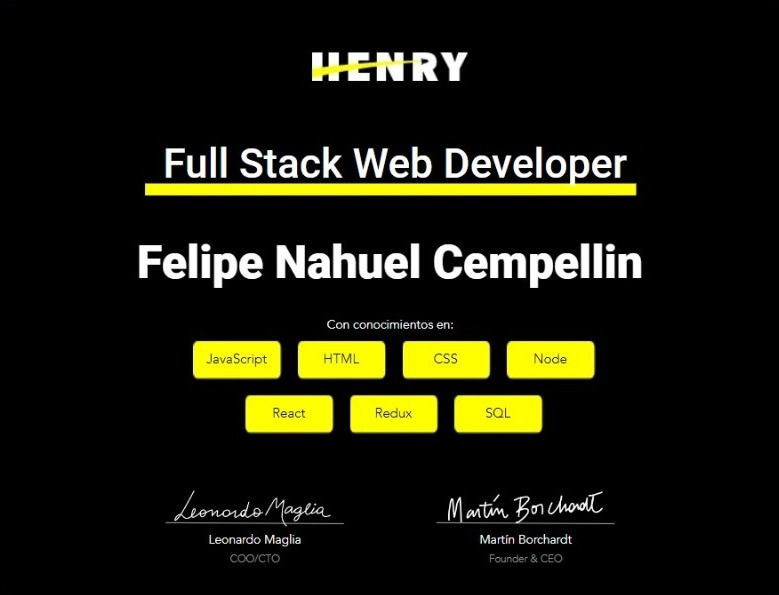 HENRY
Full Stack Web Developer
Felipe Nahuel Cempellin
Con conocimientos en:
JavaScript HTML CSS Node
React Redux SQL
Leonardo Maglia Martín Borchardt
Leonardo Maglia Martín Borchardt
COO/CTO Founder & CEO